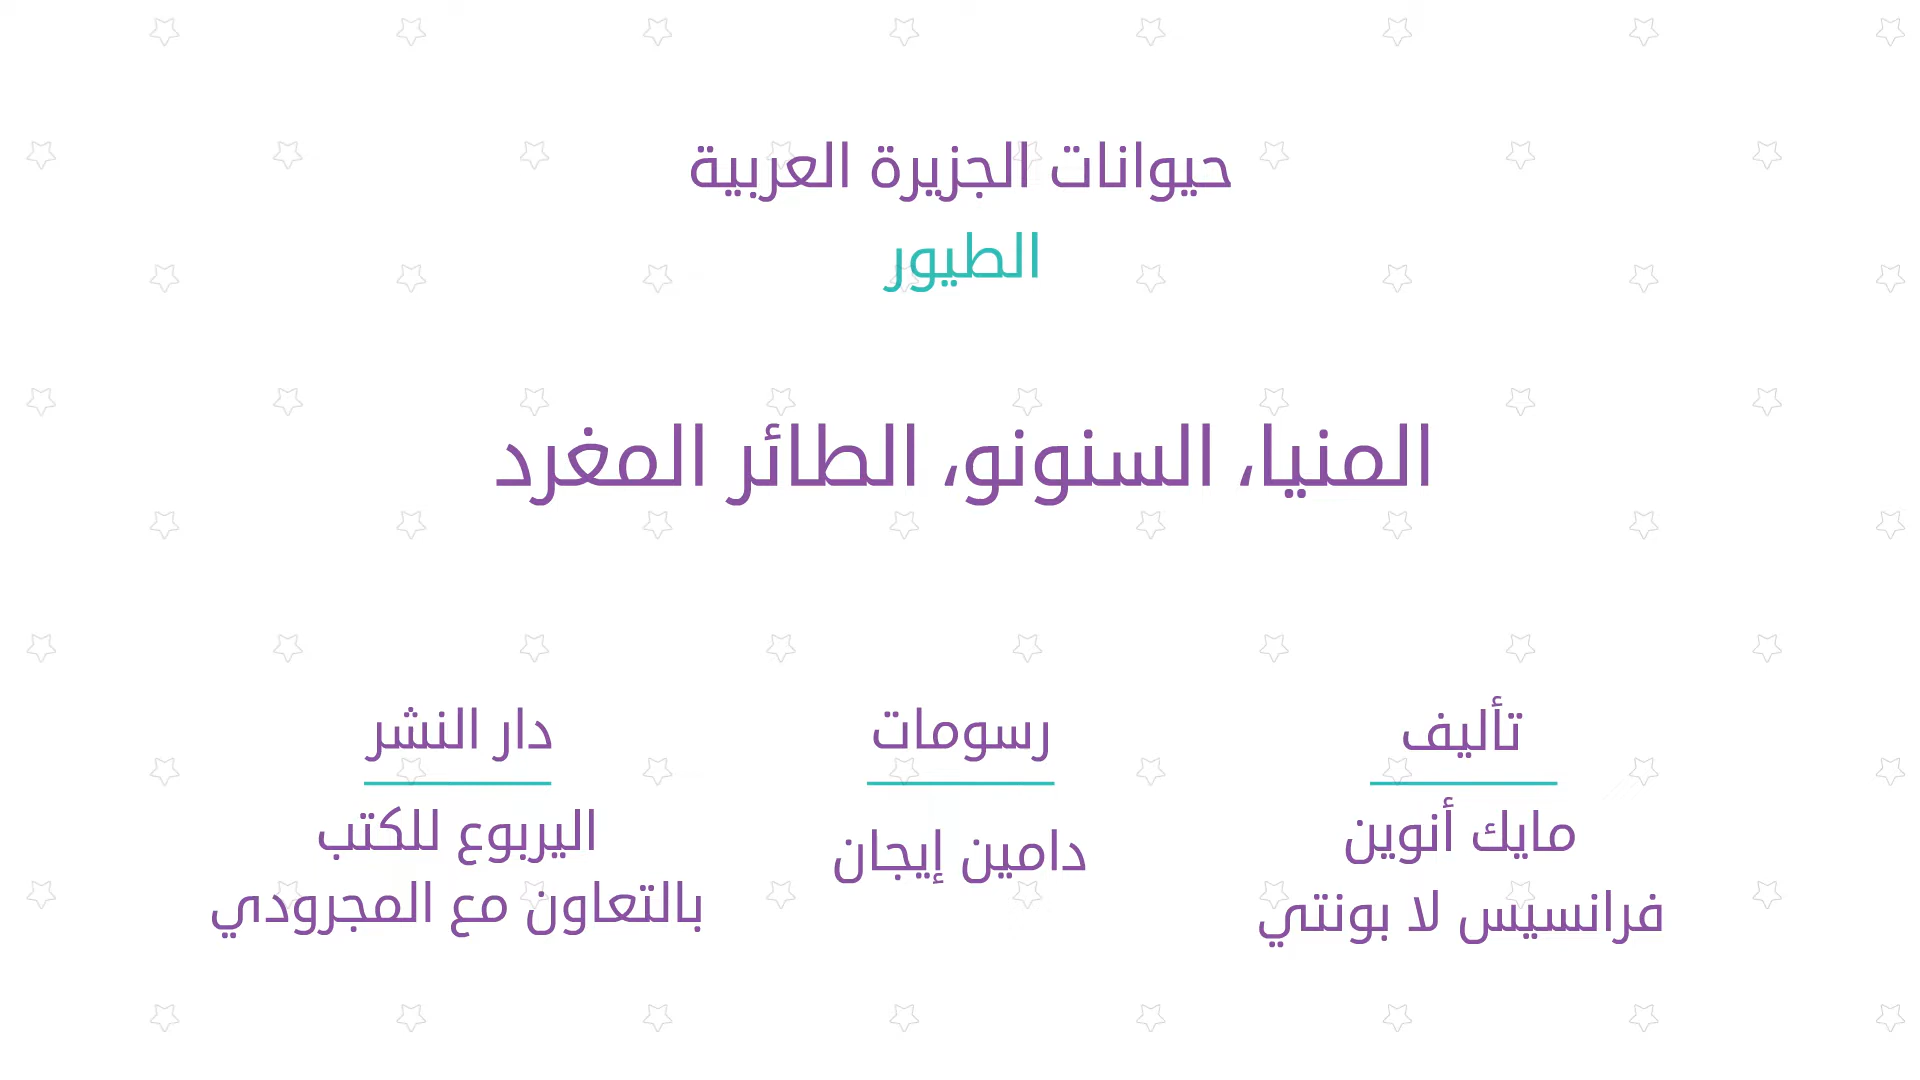 حيوانات الجزيرة العربية
الطيور
المنيا، السنونو، الطائر المغرد
تأليف
مايك أنوين
فرانسيس لا بونتي
رسومات
دامين إيجان
دار النشر
اليربوع للكتب
بالتعاون مع المجرودي